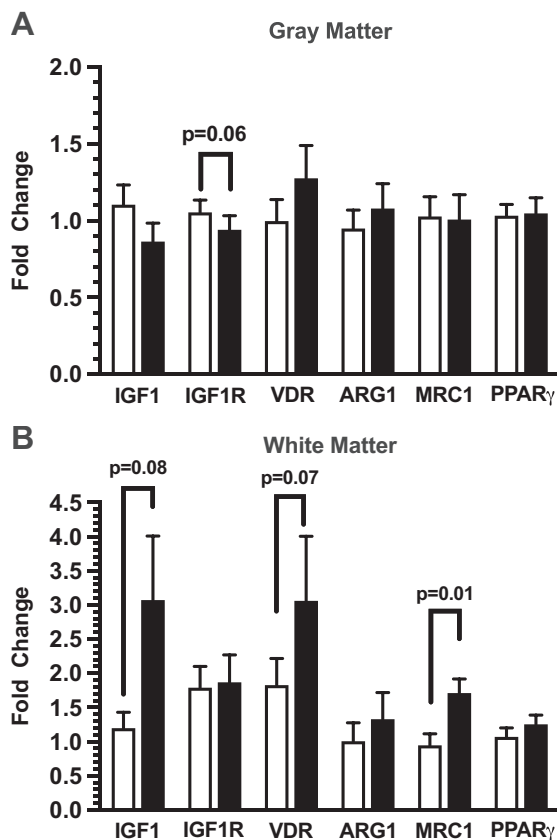 A
Gray Matter
2.0
p=0.06
1.5
1.0
0.5
0.0
Fold Change
IGF1 IGF1R VDR ARG1 MRC1 PPARγ
B
White Matter
p=0.08 p=0.07
4.5
4.0
3.5
p=0.01
3.0
2.5
2.0
1.5
1.0
0.5
0.0
Fold Change
IGF1 IGF1R VDR ARG1 MRC1 PPARγ